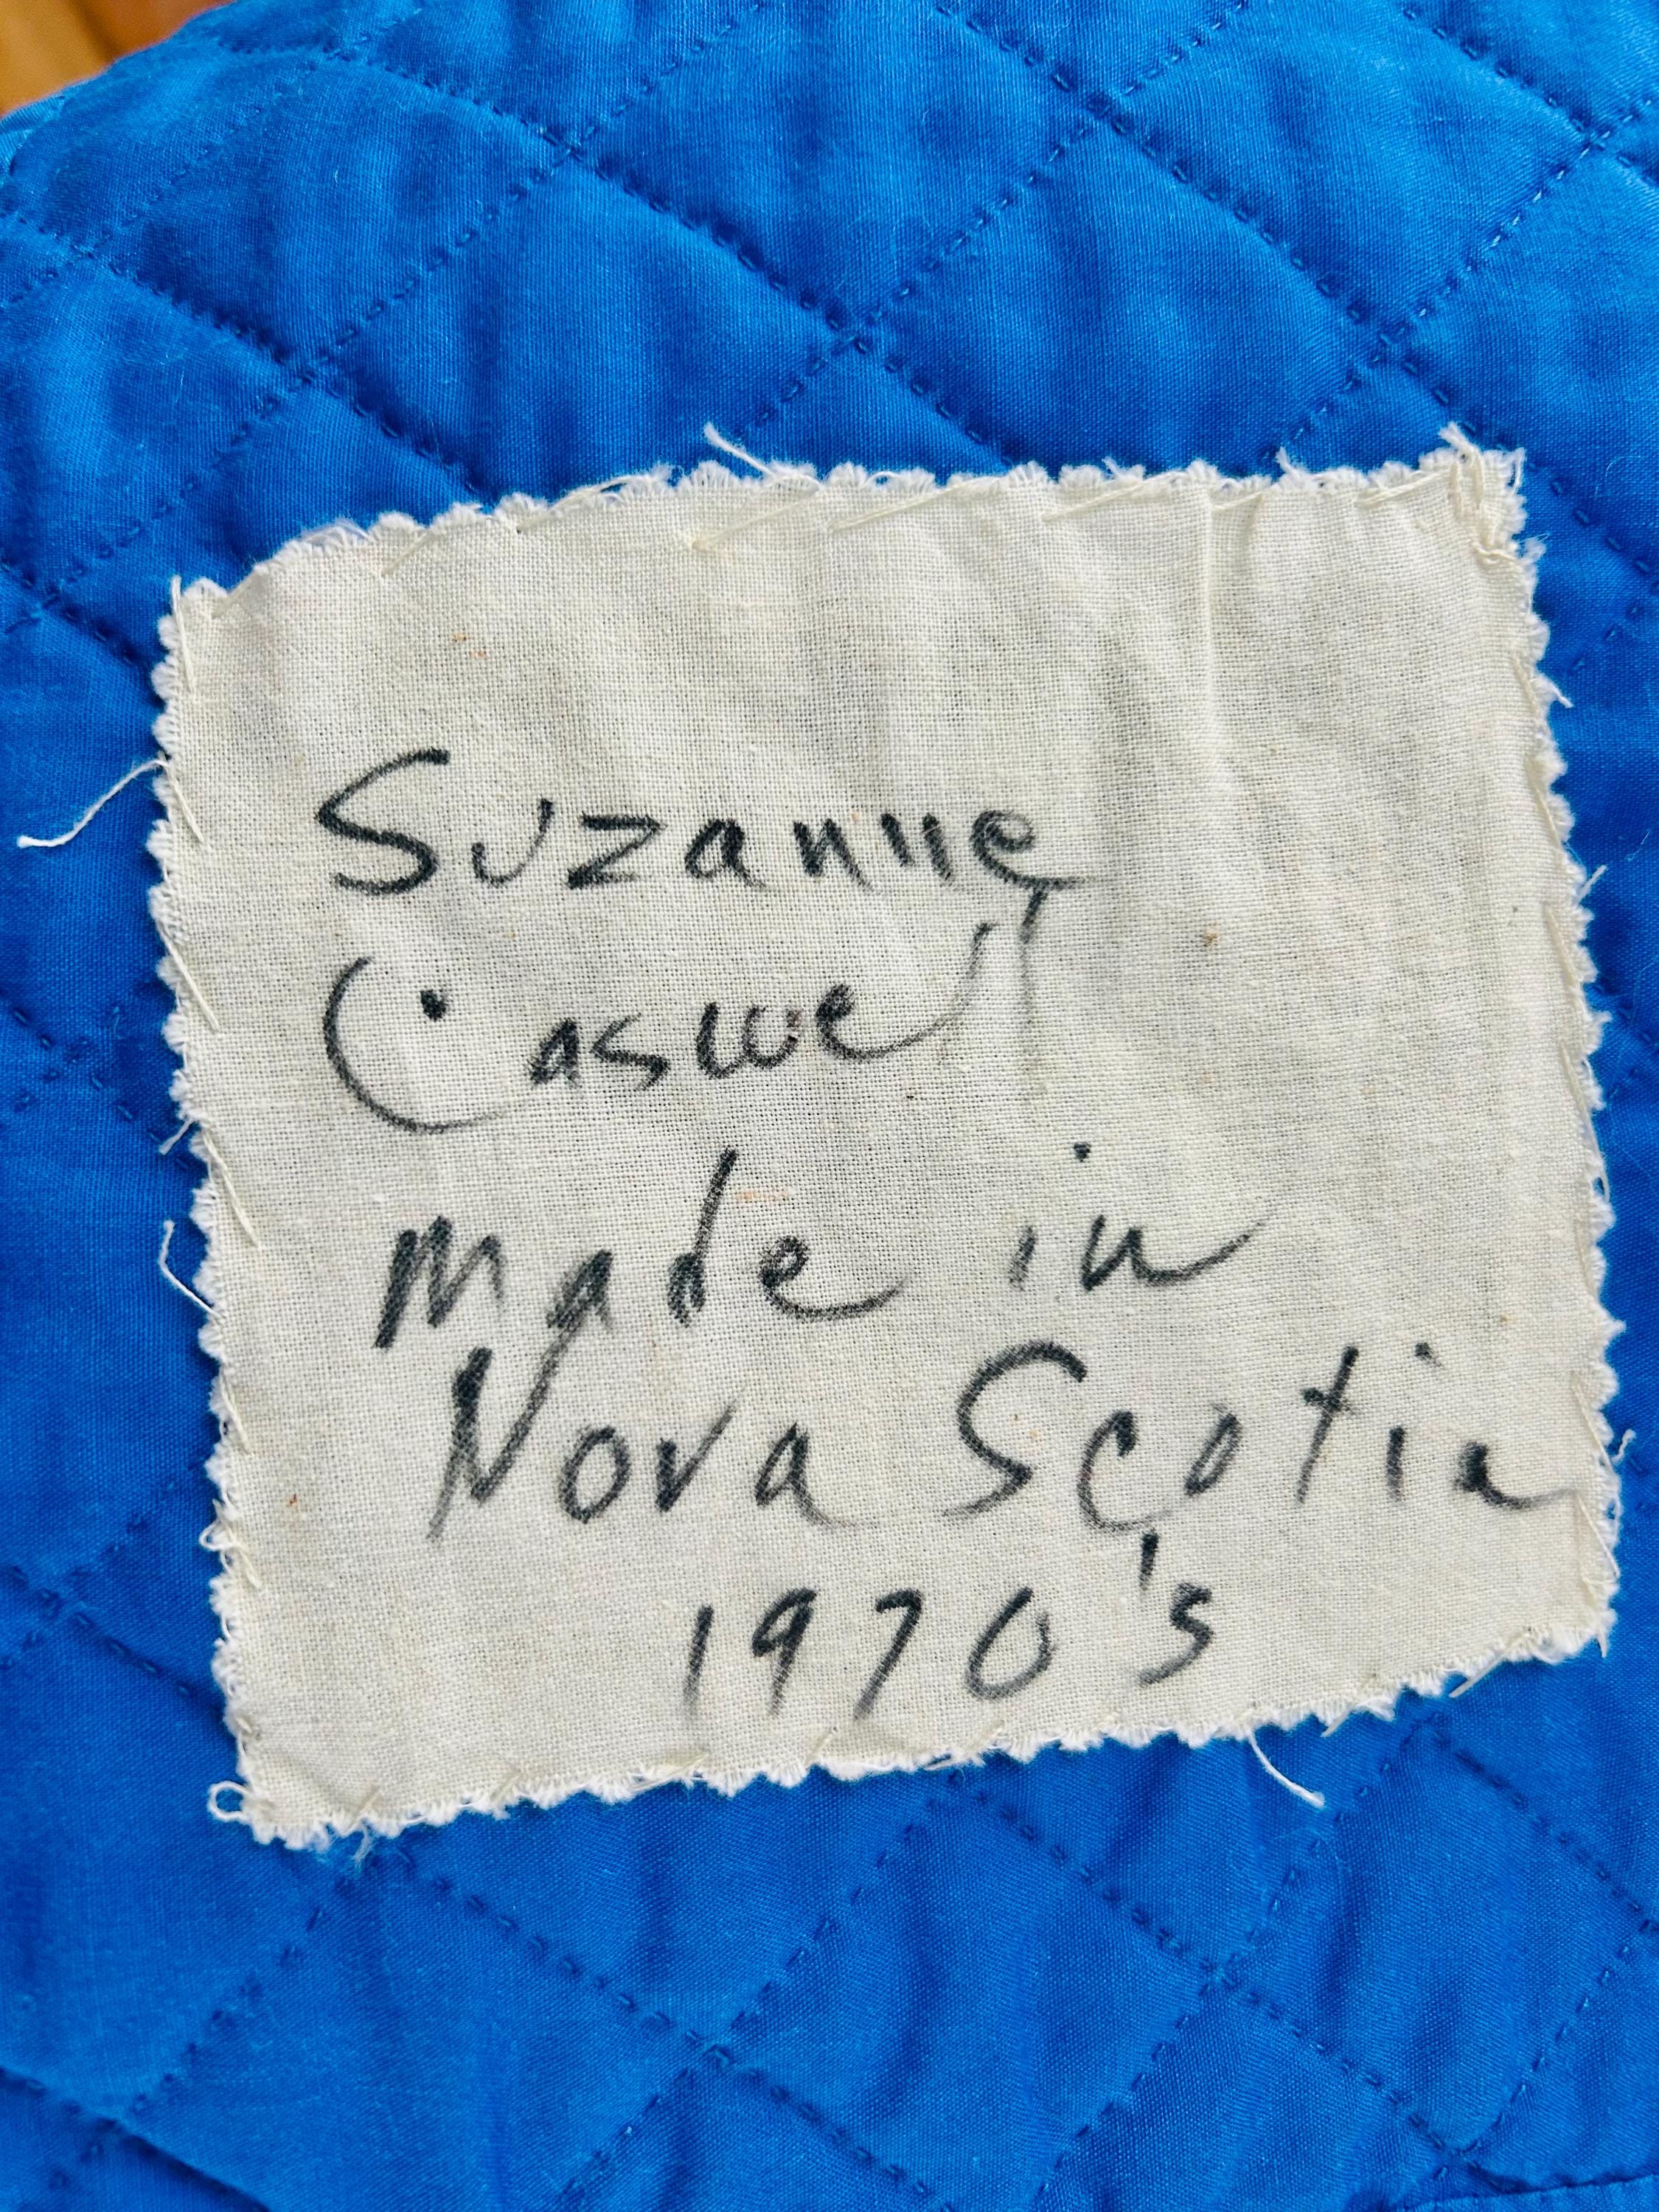 Suzanne
Caswell
Made in
Nova Scotia
1970's